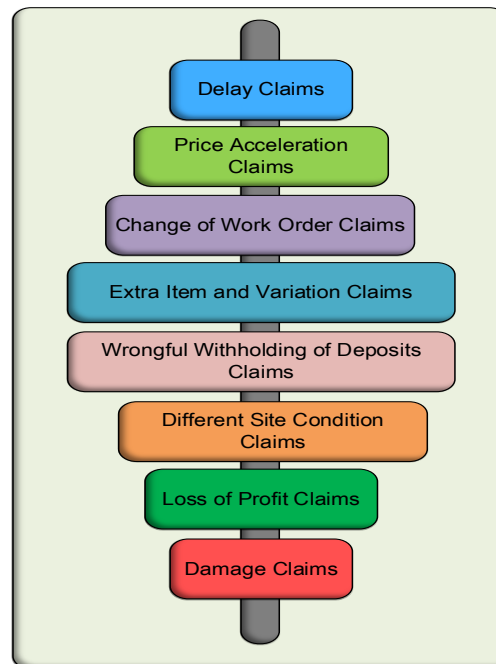 Delay Claims
Price Acceleration
Claims
Change of Work Order Claims
Extra Item and Variation Claims
Wrongful Withholding of Deposits
Claims
Different Site Condition
Claims
Loss of Profit Claims
Damage Claims